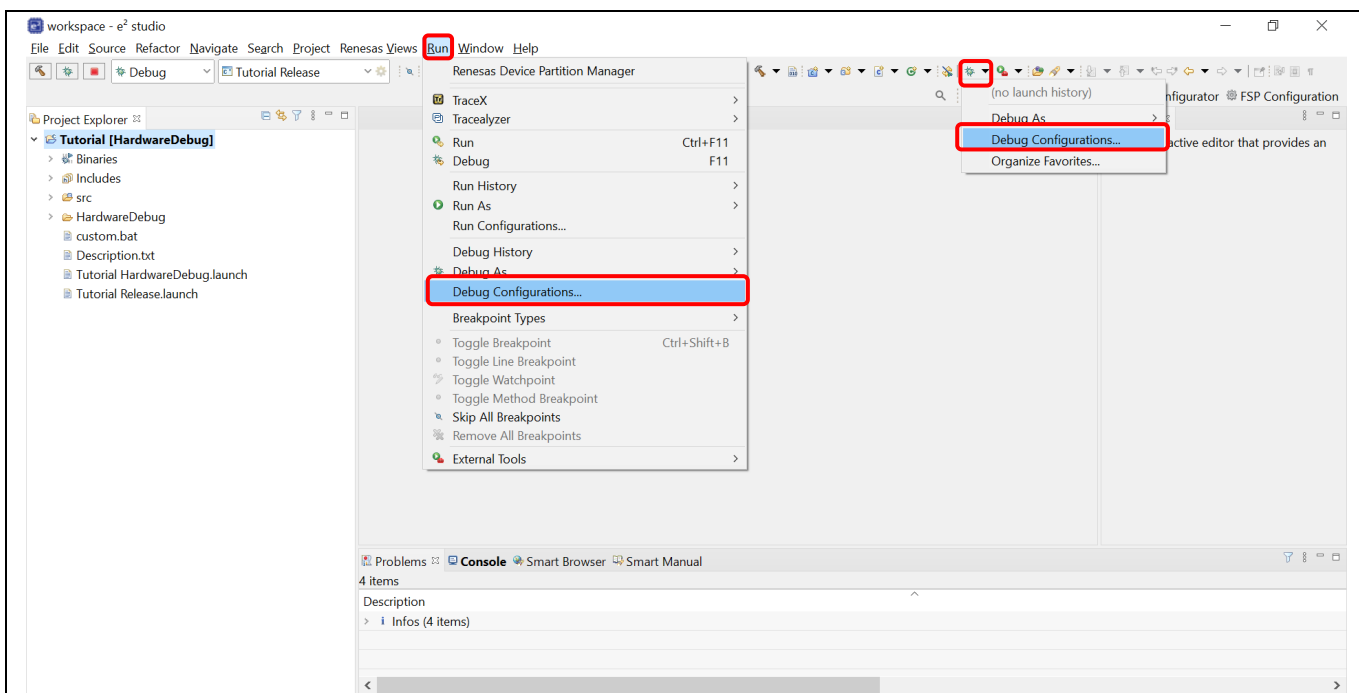 workspace - e² studio
File Edit Source Refactor Navigate Search Project Renesas Views Run Window Help
Debug
Tutorial Release
Project Explorer
Tutorial [HardwareDebug]
Binaries
Includes
src
HardwareDebug
custom.bat
Description.txt
Tutorial HardwareDebug.launch
Tutorial Release.launch
Renesas Device Partition Manager
TraceX
Tracealyzer
Run Ctrl+F11
Debug F11
Run History
Run As
Run Configurations...
Debug History
Debug As
Debug Configurations...
Breakpoint Types
Toggle Breakpoint Ctrl+Shift+B
Toggle Line Breakpoint
Toggle Watchpoint
Toggle Method Breakpoint
Skip All Breakpoints
Remove All Breakpoints
External Tools
(no launch history)
Debug As
Debug Configurations...
Organize Favorites...
nfigurator FSP Configuration
active editor that provides an
Problems Console Smart Browser Smart Manual
4 items
Description
i Infos (4 items)